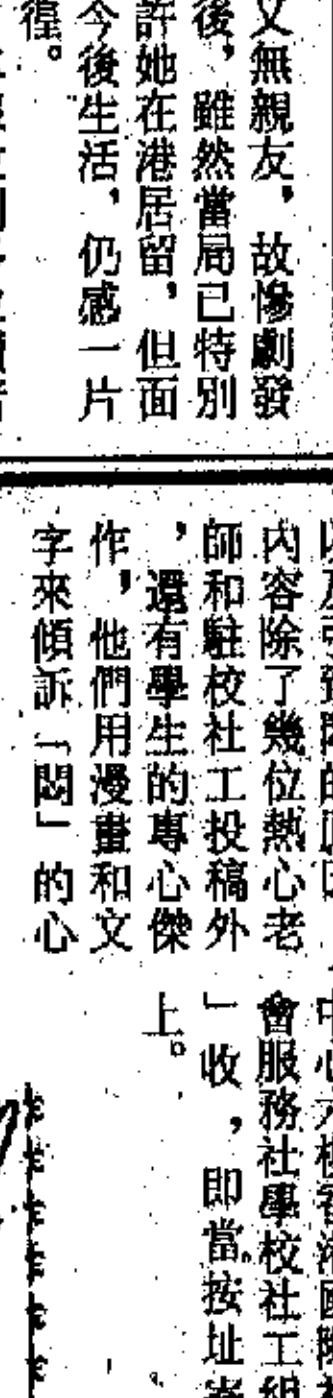 又無親友，故慘劇發
後，雖然當局已特別
許她在港居留，但面
今後生活，仍感一片
徨。
內容除了幾位熱心老
師和駐校社工投稿外
，還有學生的專心傑
作，他們用漫畫和文
字來傾訴「悶」的心
會服務社學校社工組
」收，即當按址寄
上。